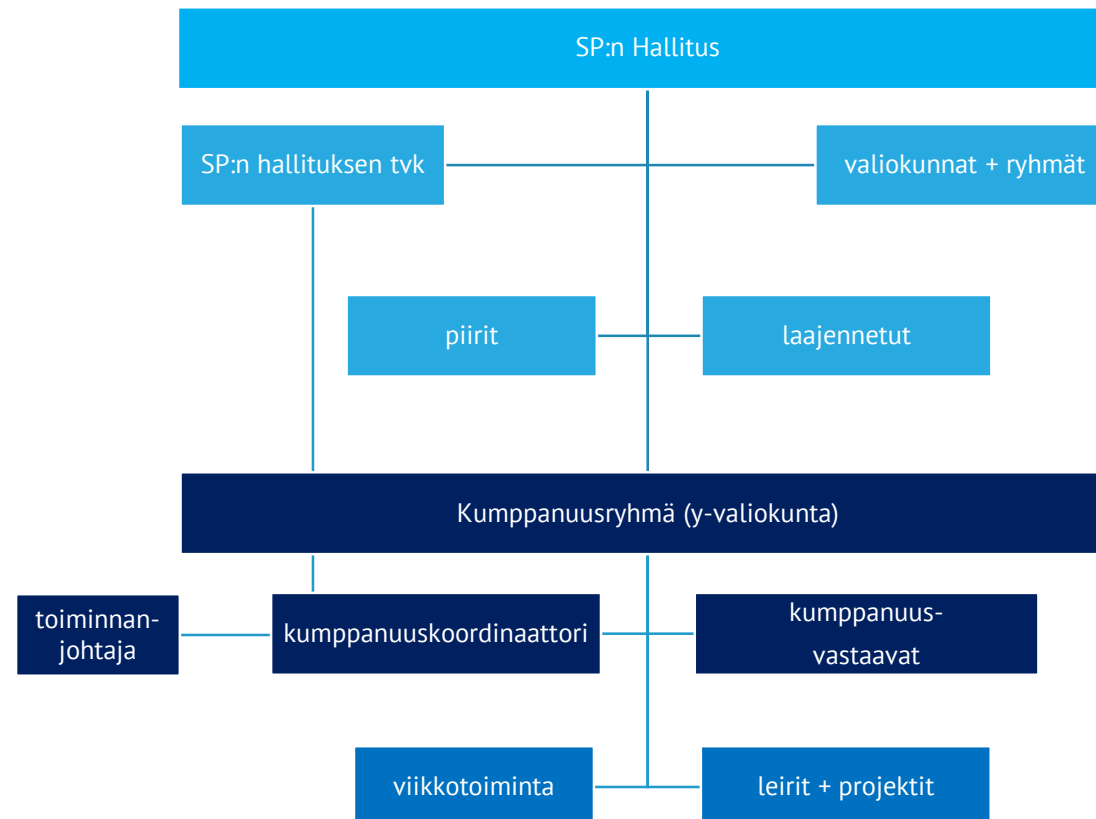 SP:n Hallitus
SP:n hallituksen tvk
valiokunnat + ryhmät
piirit
laajennetut
Kumppanuusryhmä (y-valiokunta)
toiminnan-
johtaja
kumppanuuskoordinaattori
kumppanuus-
vastaavat
viikkotoiminta
leirit + projektit